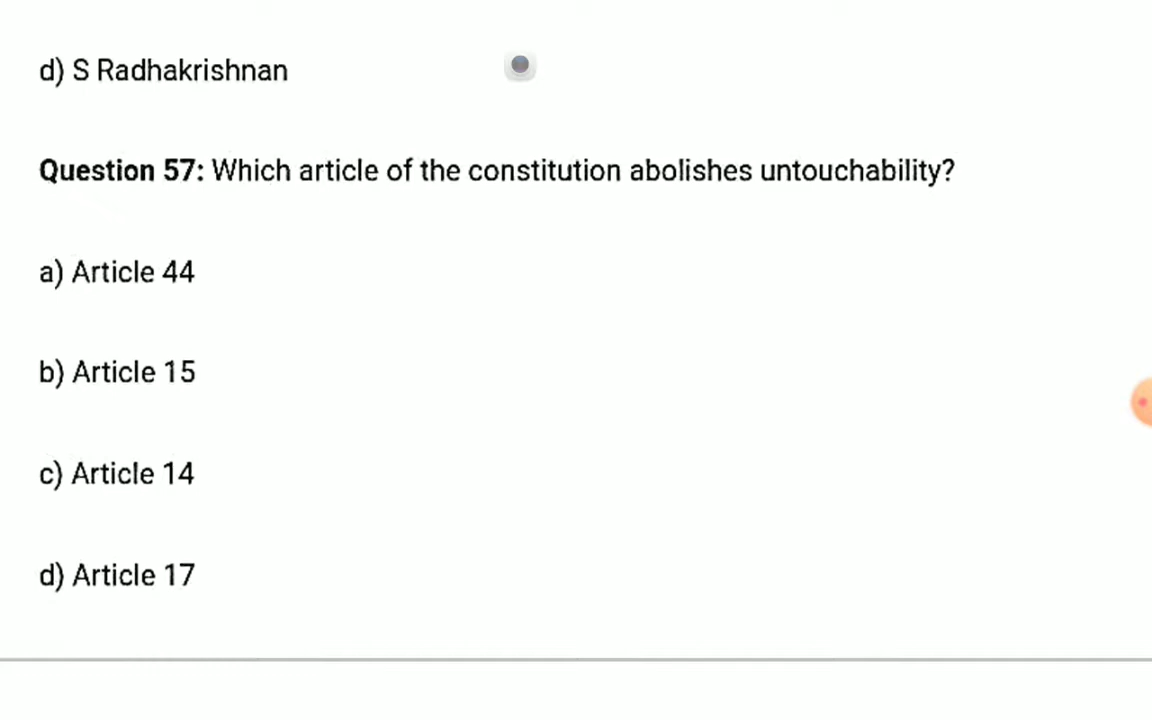 d) S Radhakrishnan
Question 57: Which article of the constitution abolishes untouchability?
a) Article 44
b) Article 15
c) Article 14
d) Article 17